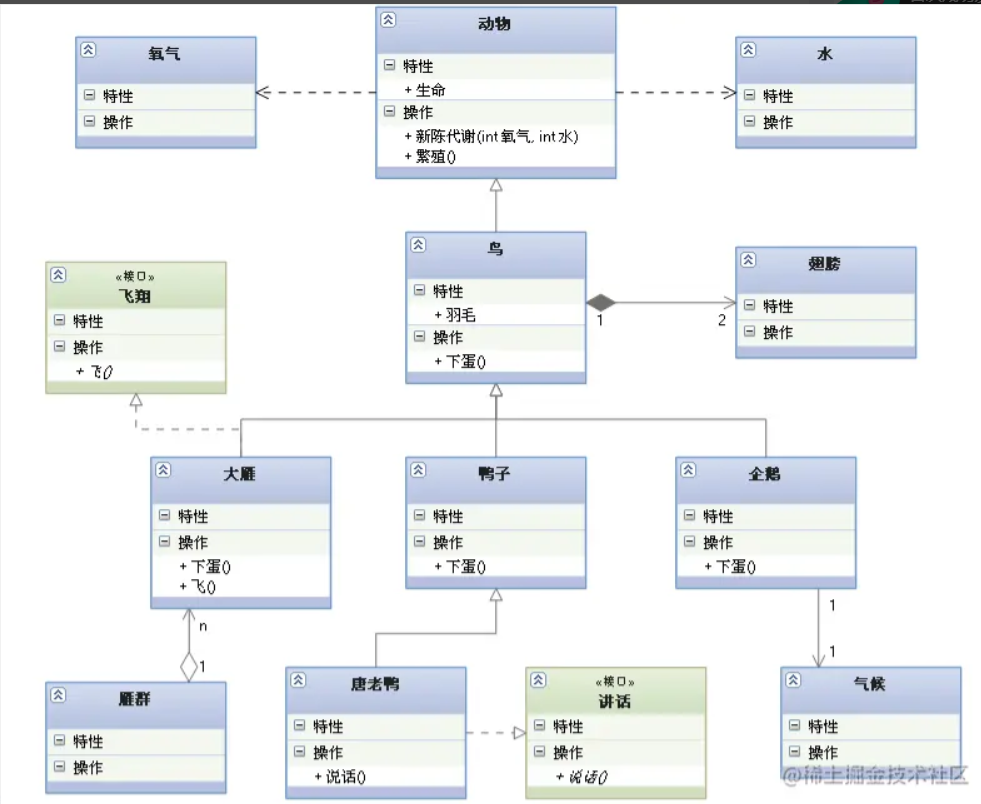 动物
特性
+ 生命
操作
+ 新陈代谢(int氧气, int水)
+ 繁殖()
氧气
特性
操作
水
特性
操作
鸟
特性
+ 羽毛
操作
+ 下蛋()
1
2
翅膀
特性
操作
«接口»
飞翔
特性
操作
+ 飞()
大雁
特性
操作
+ 下蛋()
+ 飞()
鸭子
特性
操作
+ 下蛋()
企鹅
特性
操作
+ 下蛋()
n
1
1
1
雁群
特性
操作
唐老鸭
特性
操作
+ 说话()
«接口»
讲话
特性
操作
+ 说话()
气候
特性
操作
@稀土掘金技术社区